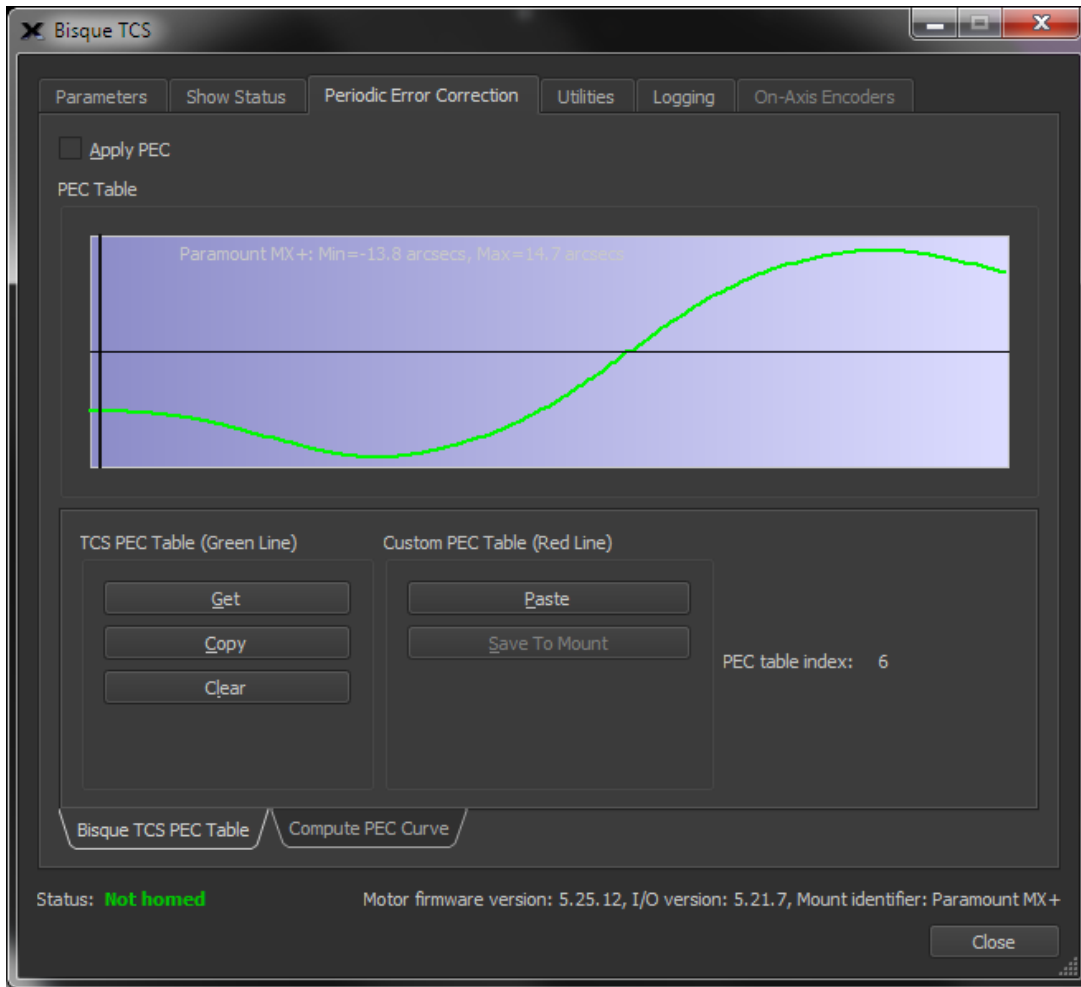 Bisque TCS
Parameters Show Status Periodic Error Correction Utilities Logging On-Axis Encoders
Apply PEC
PEC Table
Paramount MX+: Min=-13.8 arcsecs, Max=14.7 arcsecs
TCS PEC Table (Green Line) Custom PEC Table (Red Line)
Get Paste
Copy Save To Mount
PEC table index: 6
Clear
Bisque TCS PEC Table Compute PEC Curve
Status: Not homed Motor firmware version: 5.25.12, I/O version: 5.21.7, Mount identifier: Paramount MX+
Close